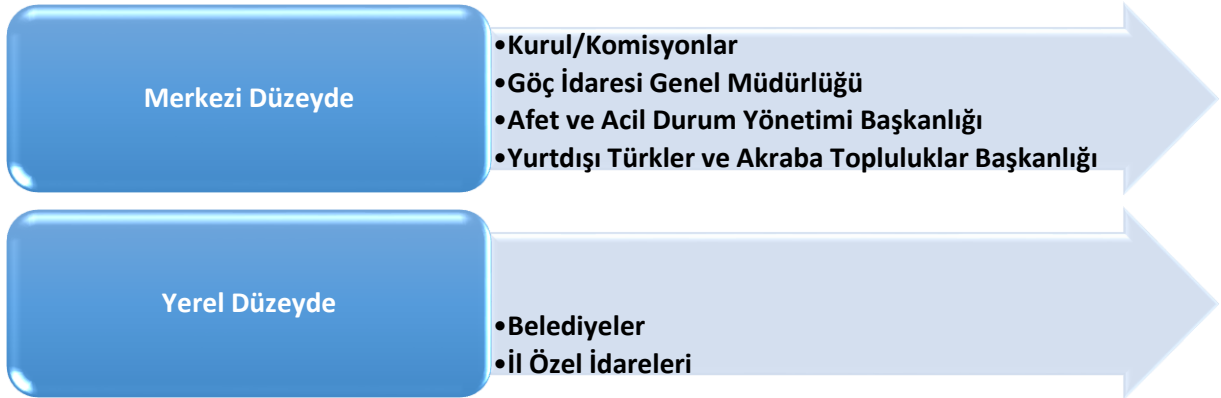 Merkezi Düzeyde
•Kurul/Komisyonlar
•Göç İdaresi Genel Müdürlüğü
•Afet ve Acil Durum Yönetimi Başkanlığı
•Yurtdışı Türkler ve Akraba Topluluklar Başkanlığı
Yerel Düzeyde
•Belediyeler
•İl Özel İdareleri